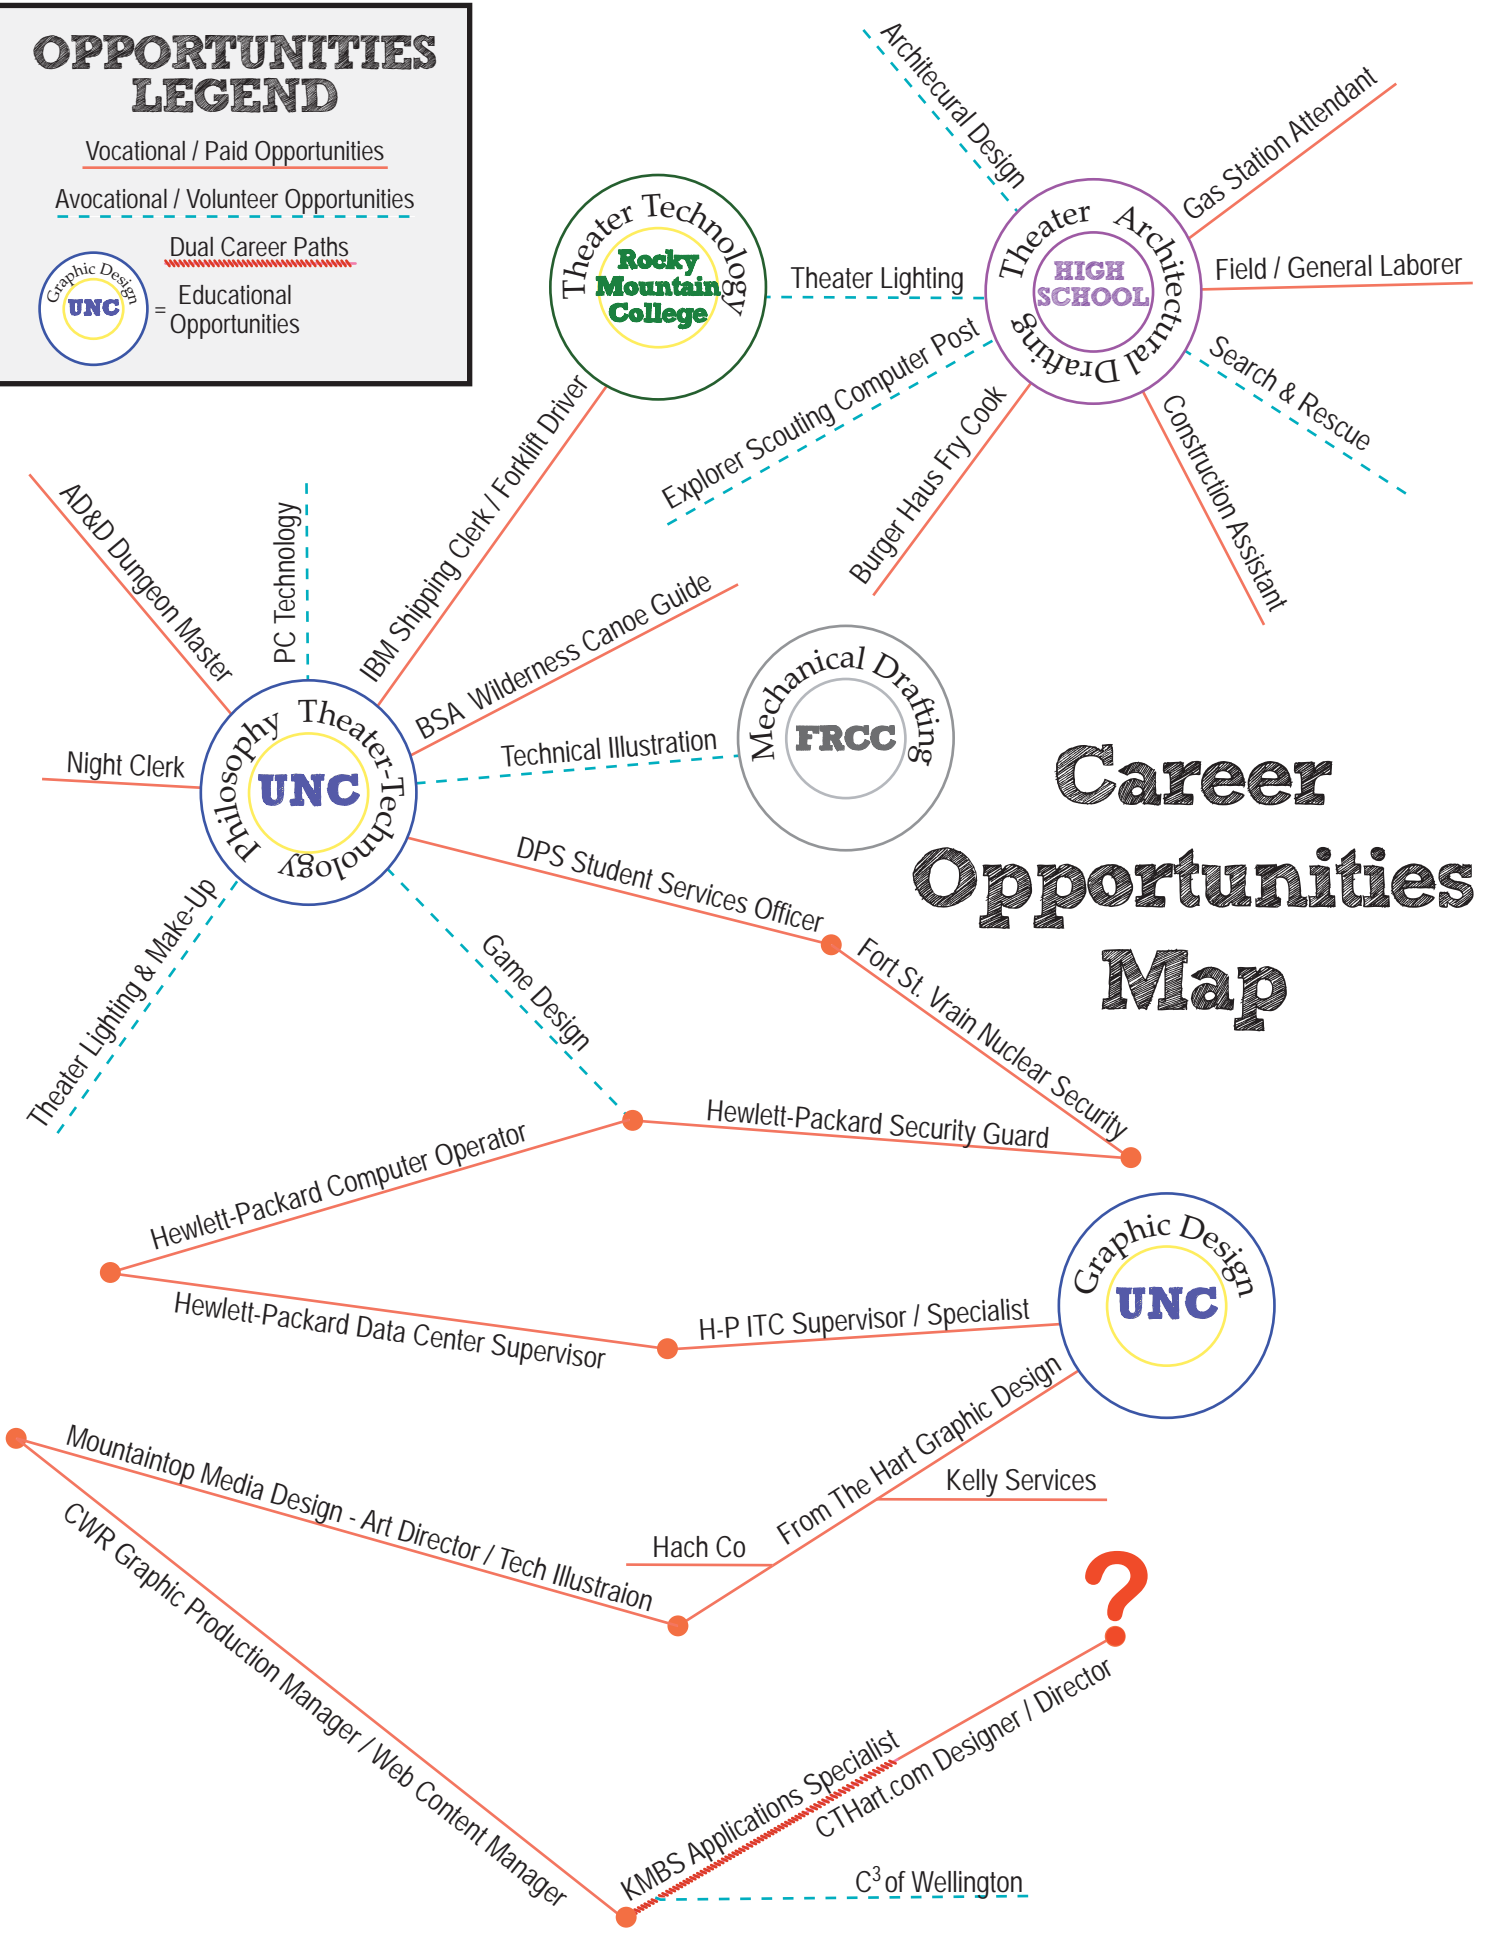 OPPORTUNITIES
LEGEND
Vocational / Paid Opportunities
Avocational / Volunteer Opportunities
Dual Career Paths
Graphic Design
UNC
=
Educational
Opportunities
Architecural Design
Gas Station Attendant
Theater Technology
Rocky
Mountain
College
Theater Lighting
Theater
Architectural Drafting
HIGH
SCHOOL
Field / General Laborer
Explorer Scouting Computer Post
Search & Rescue
Burger Haus Fry Cook
Construction Assistant
IBM Shipping Clerk / Forklift Driver
AD&D Dungeon Master
PC Technology
BSA Wilderness Canoe Guide
Night Clerk
Philosophy
Theater-Technology
UNC
Technical Illustration
Mechanical Drafting
FRCC
Career
Opportunities
Map
DPS Student Services Officer
Theater Lighting & Make-Up
Game Design
Fort St. Vrain Nuclear Security
Hewlett-Packard Security Guard
Hewlett-Packard Computer Operator
Hewlett-Packard Data Center Supervisor
H-P ITC Supervisor / Specialist
Graphic Design
UNC
From The Hart Graphic Design
Kelly Services
Hach Co
Mountaintop Media Design - Art Director / Tech Illustraion
CWR Graphic Production Manager / Web Content Manager
?
KMBS Applications Specialist
CTHart.com Designer / Director
C³ of Wellington